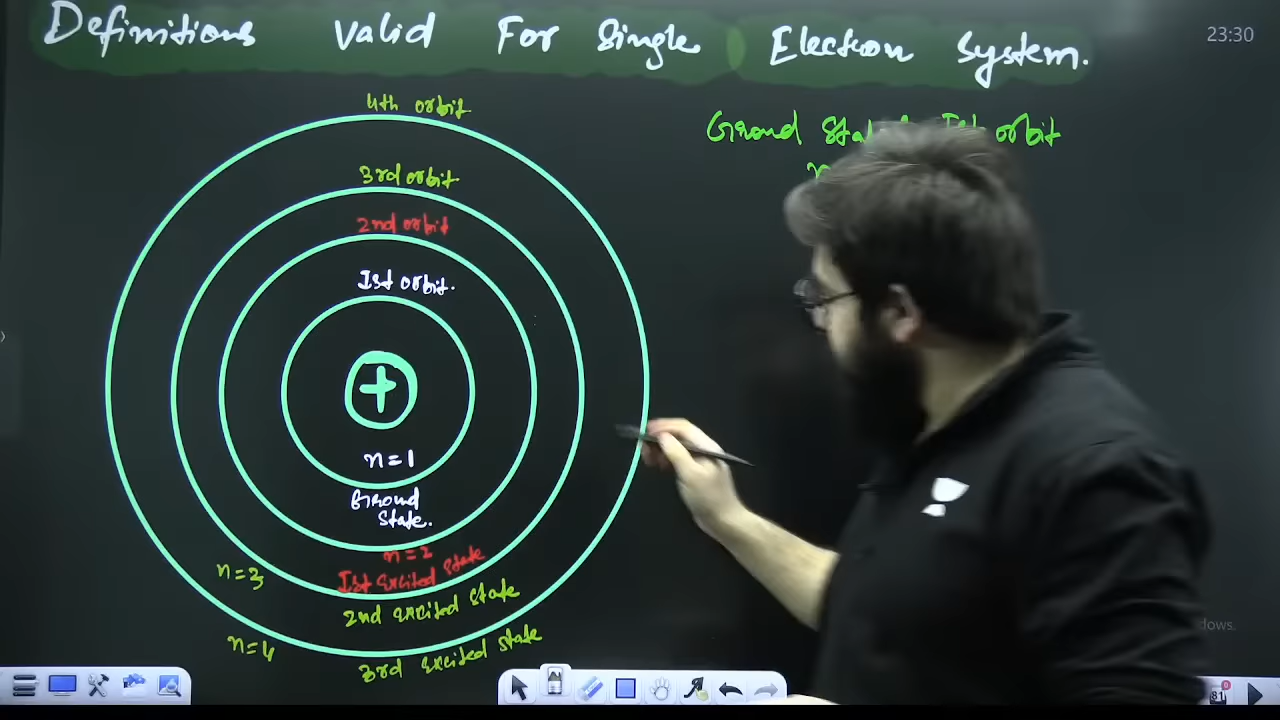 Definitions Valid For Single Electron System.
23:30
4th orbit
Ground State Ist orbit
3rd orbit
2nd orbit
Ist orbit.
+
n=1
Ground
State.
n=2
Ist excited state
n=3
2nd excited state
n=4
3rd excited state